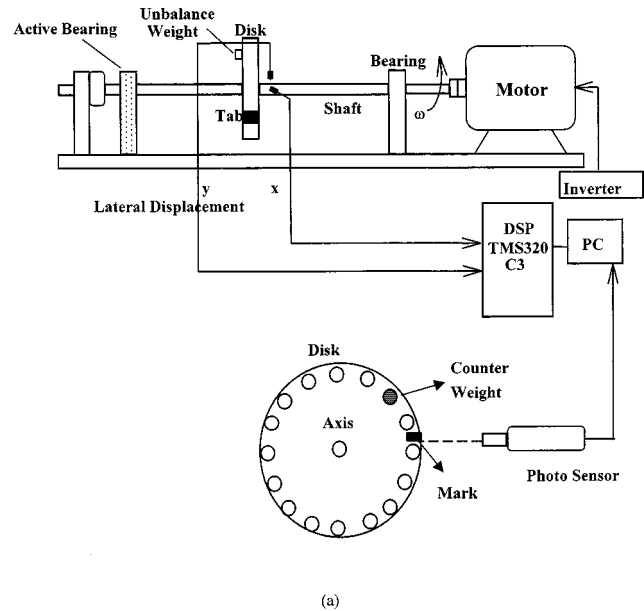 Unbalance
Weight
Disk
Active Bearing
Bearing
Motor
Tab
Shaft
ω
y
x
Lateral Displacement
Inverter
DSP
TMS320
C3
PC
Disk
Counter
Weight
Axis
Photo Sensor
Mark
(a)